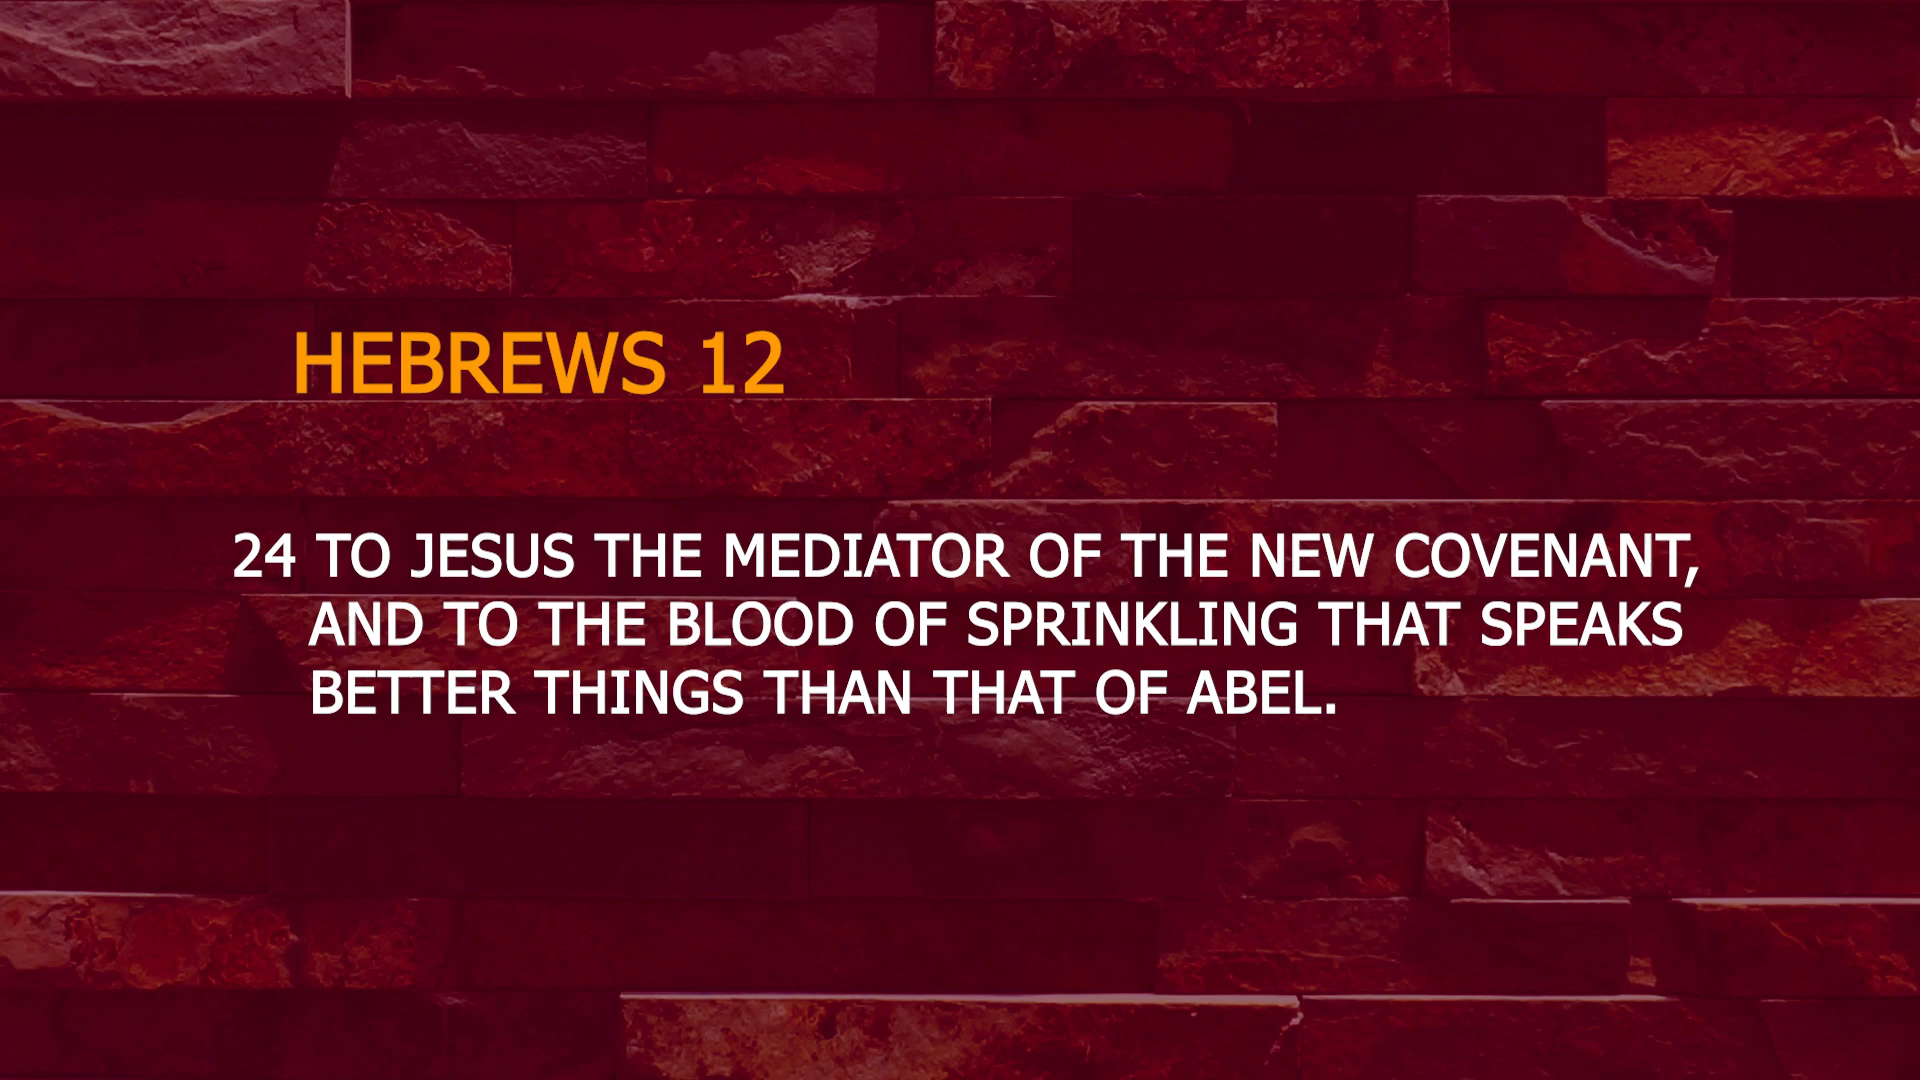 HEBREWS 12
24 TO JESUS THE MEDIATOR OF THE NEW COVENANT,
AND TO THE BLOOD OF SPRINKLING THAT SPEAKS
BETTER THINGS THAN THAT OF ABEL.